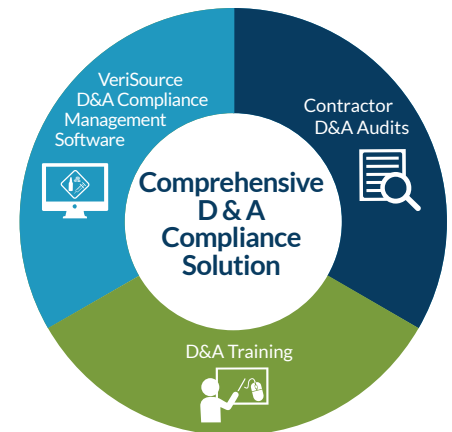 VeriSource
D&A Compliance
Management
Software
Contractor
D&A Audits
Comprehensive
D & A
Compliance
Solution
D&A Training